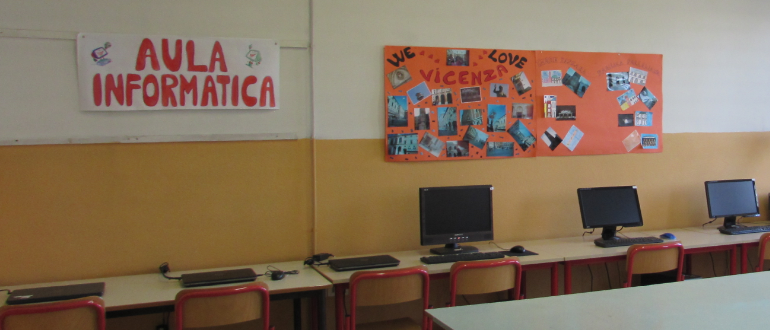 AULA
INFORMATICA
WE LOVE
VICENZA